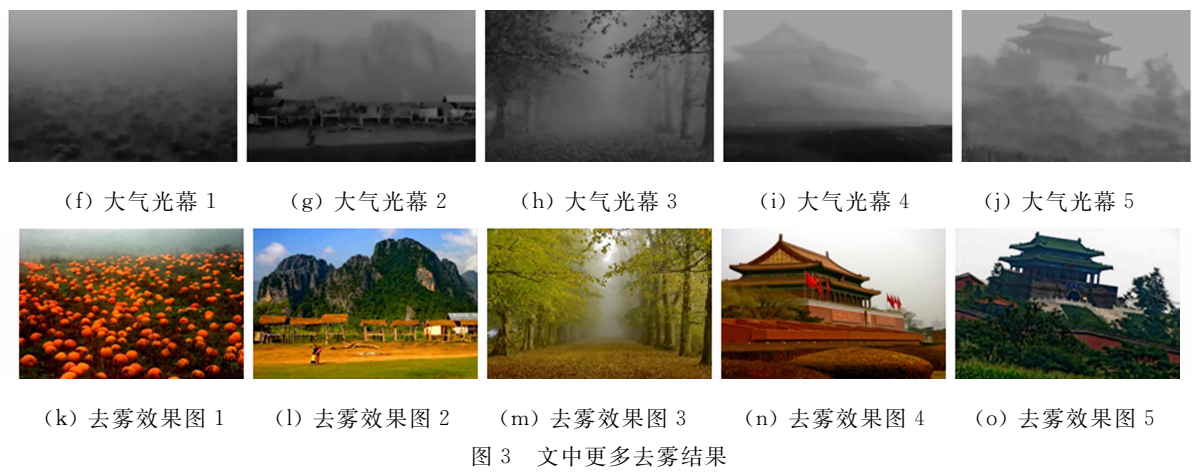 (f) 大气光幕 1 (g) 大气光幕 2 (h) 大气光幕 3 (i) 大气光幕 4 (j) 大气光幕 5
(k) 去雾效果图 1 (l) 去雾效果图 2 (m) 去雾效果图 3 (n) 去雾效果图 4 (o) 去雾效果图 5
图 3 文中更多去雾结果